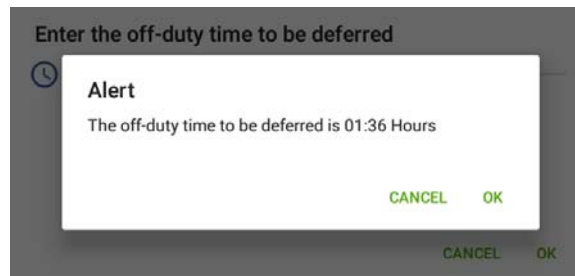 Enter the off-duty time to be deferred
Alert
The off-duty time to be deferred is 01:36 Hours
CANCEL OK
CANCEL OK